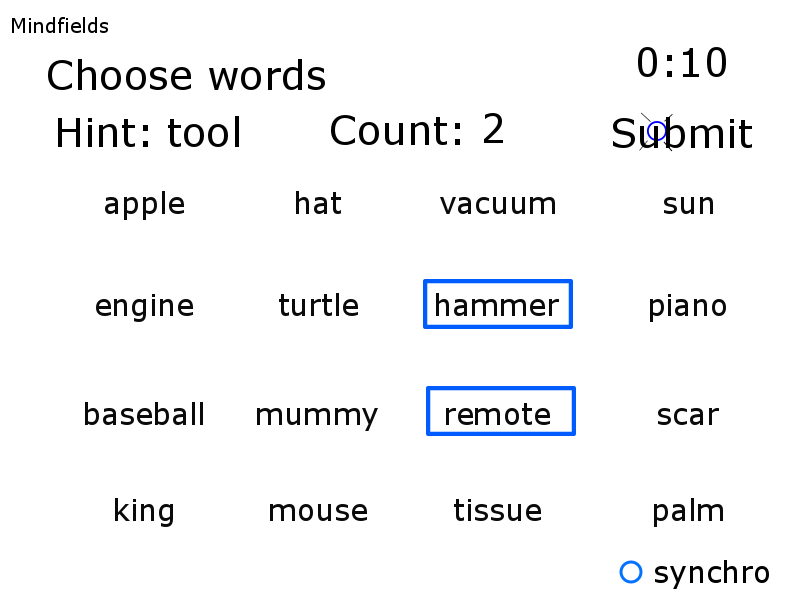 Mindfields
Choose words
0:10
Hint: tool
Count: 2
Submit
apple hat vacuum sun
engine turtle hammer piano
baseball mummy remote scar
king mouse tissue palm
synchro